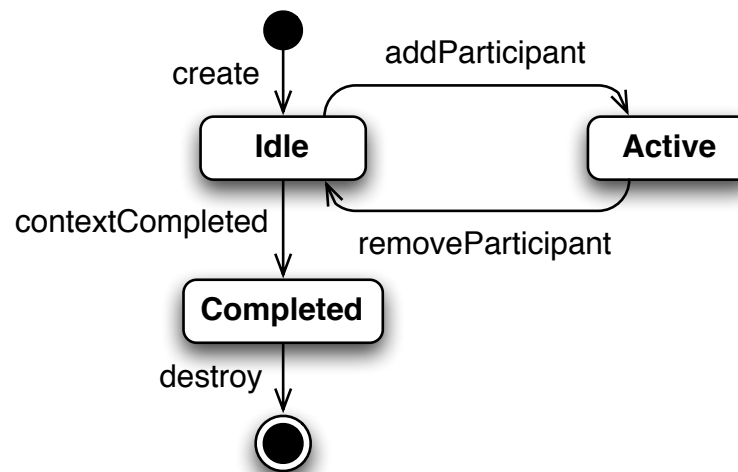 addParticipant
create
Idle
Active
contextCompleted
removeParticipant
Completed
destroy